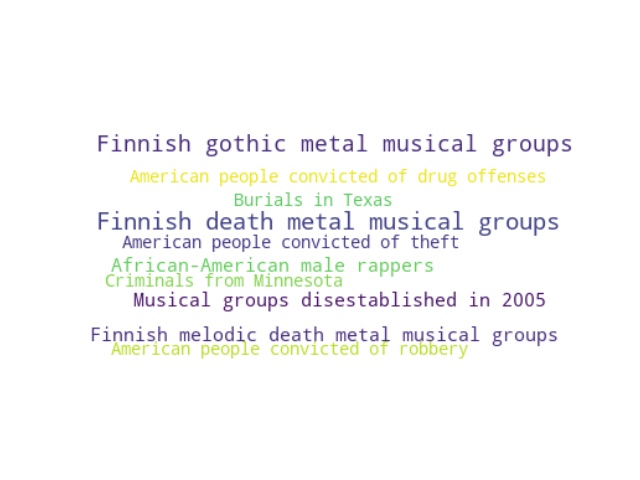 Finnish gothic metal musical groups
American people convicted of drug offenses
Burials in Texas
Finnish death metal musical groups
American people convicted of theft
African-American male rappers
Criminals from Minnesota
Musical groups disestablished in 2005
Finnish melodic death metal musical groups
American people convicted of robbery